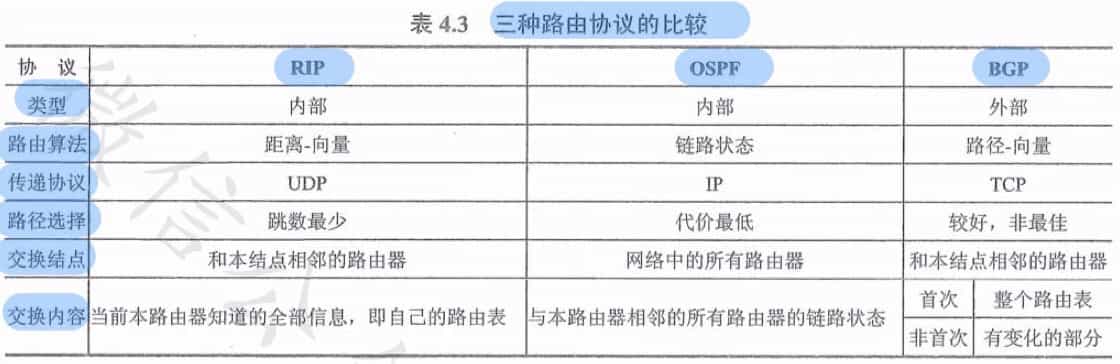 表 4.3 三种路由协议的比较
协 议 RIP OSPF BGP
类型 内部 内部 外部
路由算法 距离-向量 链路状态 路径-向量
传递协议 UDP IP TCP
路径选择 跳数最少 代价最低 较好，非最佳
交换结点 和本结点相邻的路由器 网络中的所有路由器 和本结点相邻的路由器
交换内容 当前本路由器知道的全部信息，即自己的路由表 与本路由器相邻的所有路由器的链路状态 首次 整个路由表
非首次 有变化的部分
微信公